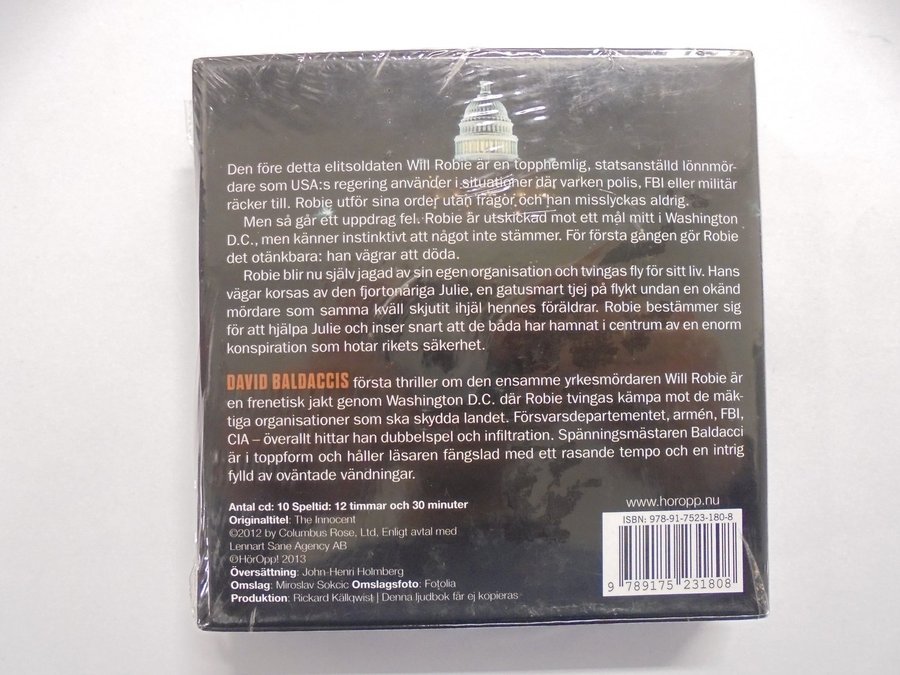 Den före detta elitsoldaten Will Robie är en topphemlig, statsanställd lönnmör-
dare som USA:s regering använder i situationer där varken polis, FBI eller militär
räcker till. Robie utför sina order utan frågor, och han misslyckas aldrig.
Men så går ett uppdrag fel. Robie är utskickad mot ett mål mitt i Washington
D.C., men känner instinktivt att något inte stämmer. För första gången gör Robie
det otänkbara: han vägrar att döda.
Robie blir nu själv jagad av sin egen organisation och tvingas fly för sitt liv. Hans
vägar korsas av den fjortonåriga Julie, en gatusmart tjej på flykt undan en okänd
mördare som samma kväll skjutit ihjäl hennes föräldrar. Robie bestämmer sig
för att hjälpa Julie och inser snart att de båda har hamnat i centrum av en enorm
konspiration som hotar rikets säkerhet.
DAVID BALDACCIS första thriller om den ensamme yrkesmördaren Will Robie är
en frenetisk jakt genom Washington D.C. där Robie tvingas kämpa mot de mäk-
tiga organisationer som ska skydda landet. Försvarsdepartementet, armén, FBI,
CIA – överallt hittar han dubbelspel och infiltration. Spänningsmästaren Baldacci
är i toppform och håller läsaren fängslad med ett rasande tempo och en intrig
fylld av oväntade vändningar.
Antal cd: 10 Speltid: 12 timmar och 30 minuter
Originaltitel: The Innocent
©2012 by Columbus Rose, Ltd, Enligt avtal med
Lennart Sane Agency AB
℗HörOpp! 2013
Översättning: John-Henri Holmberg
Omslag: Miroslav Sokcic Omslagsfoto: Fotolia
Produktion: Rickard Källqwist | Denna ljudbok får ej kopieras
www.horopp.nu
ISBN: 978-91-7523-180-8
9 789175 231808